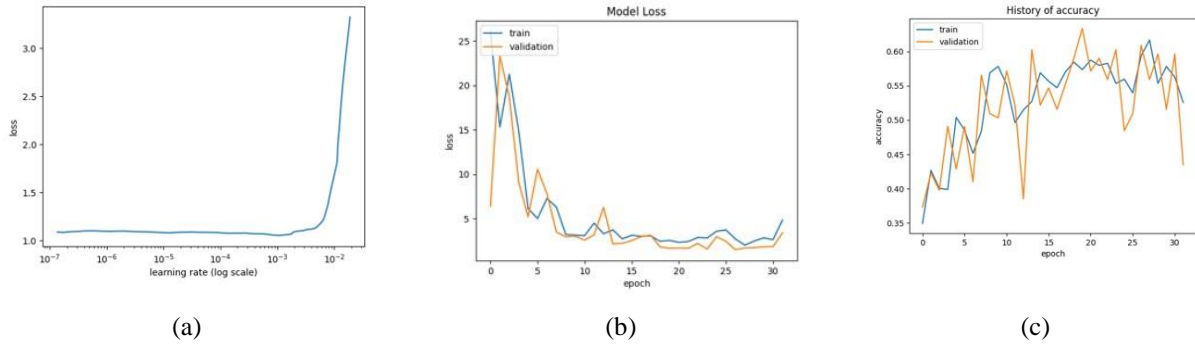 Model Loss
History of accuracy
3.0
2.5
2.0
1.5
1.0
loss
10⁻⁷
10⁻⁶
10⁻⁵
10⁻⁴
10⁻³
10⁻²
learning rate (log scale)
train
validation
25
20
15
10
5
loss
0
5
10
15
20
25
30
epoch
train
validation
0.60
0.55
0.50
0.45
0.40
0.35
accuracy
0
5
10
15
20
25
30
epoch
(a)
(b)
(c)